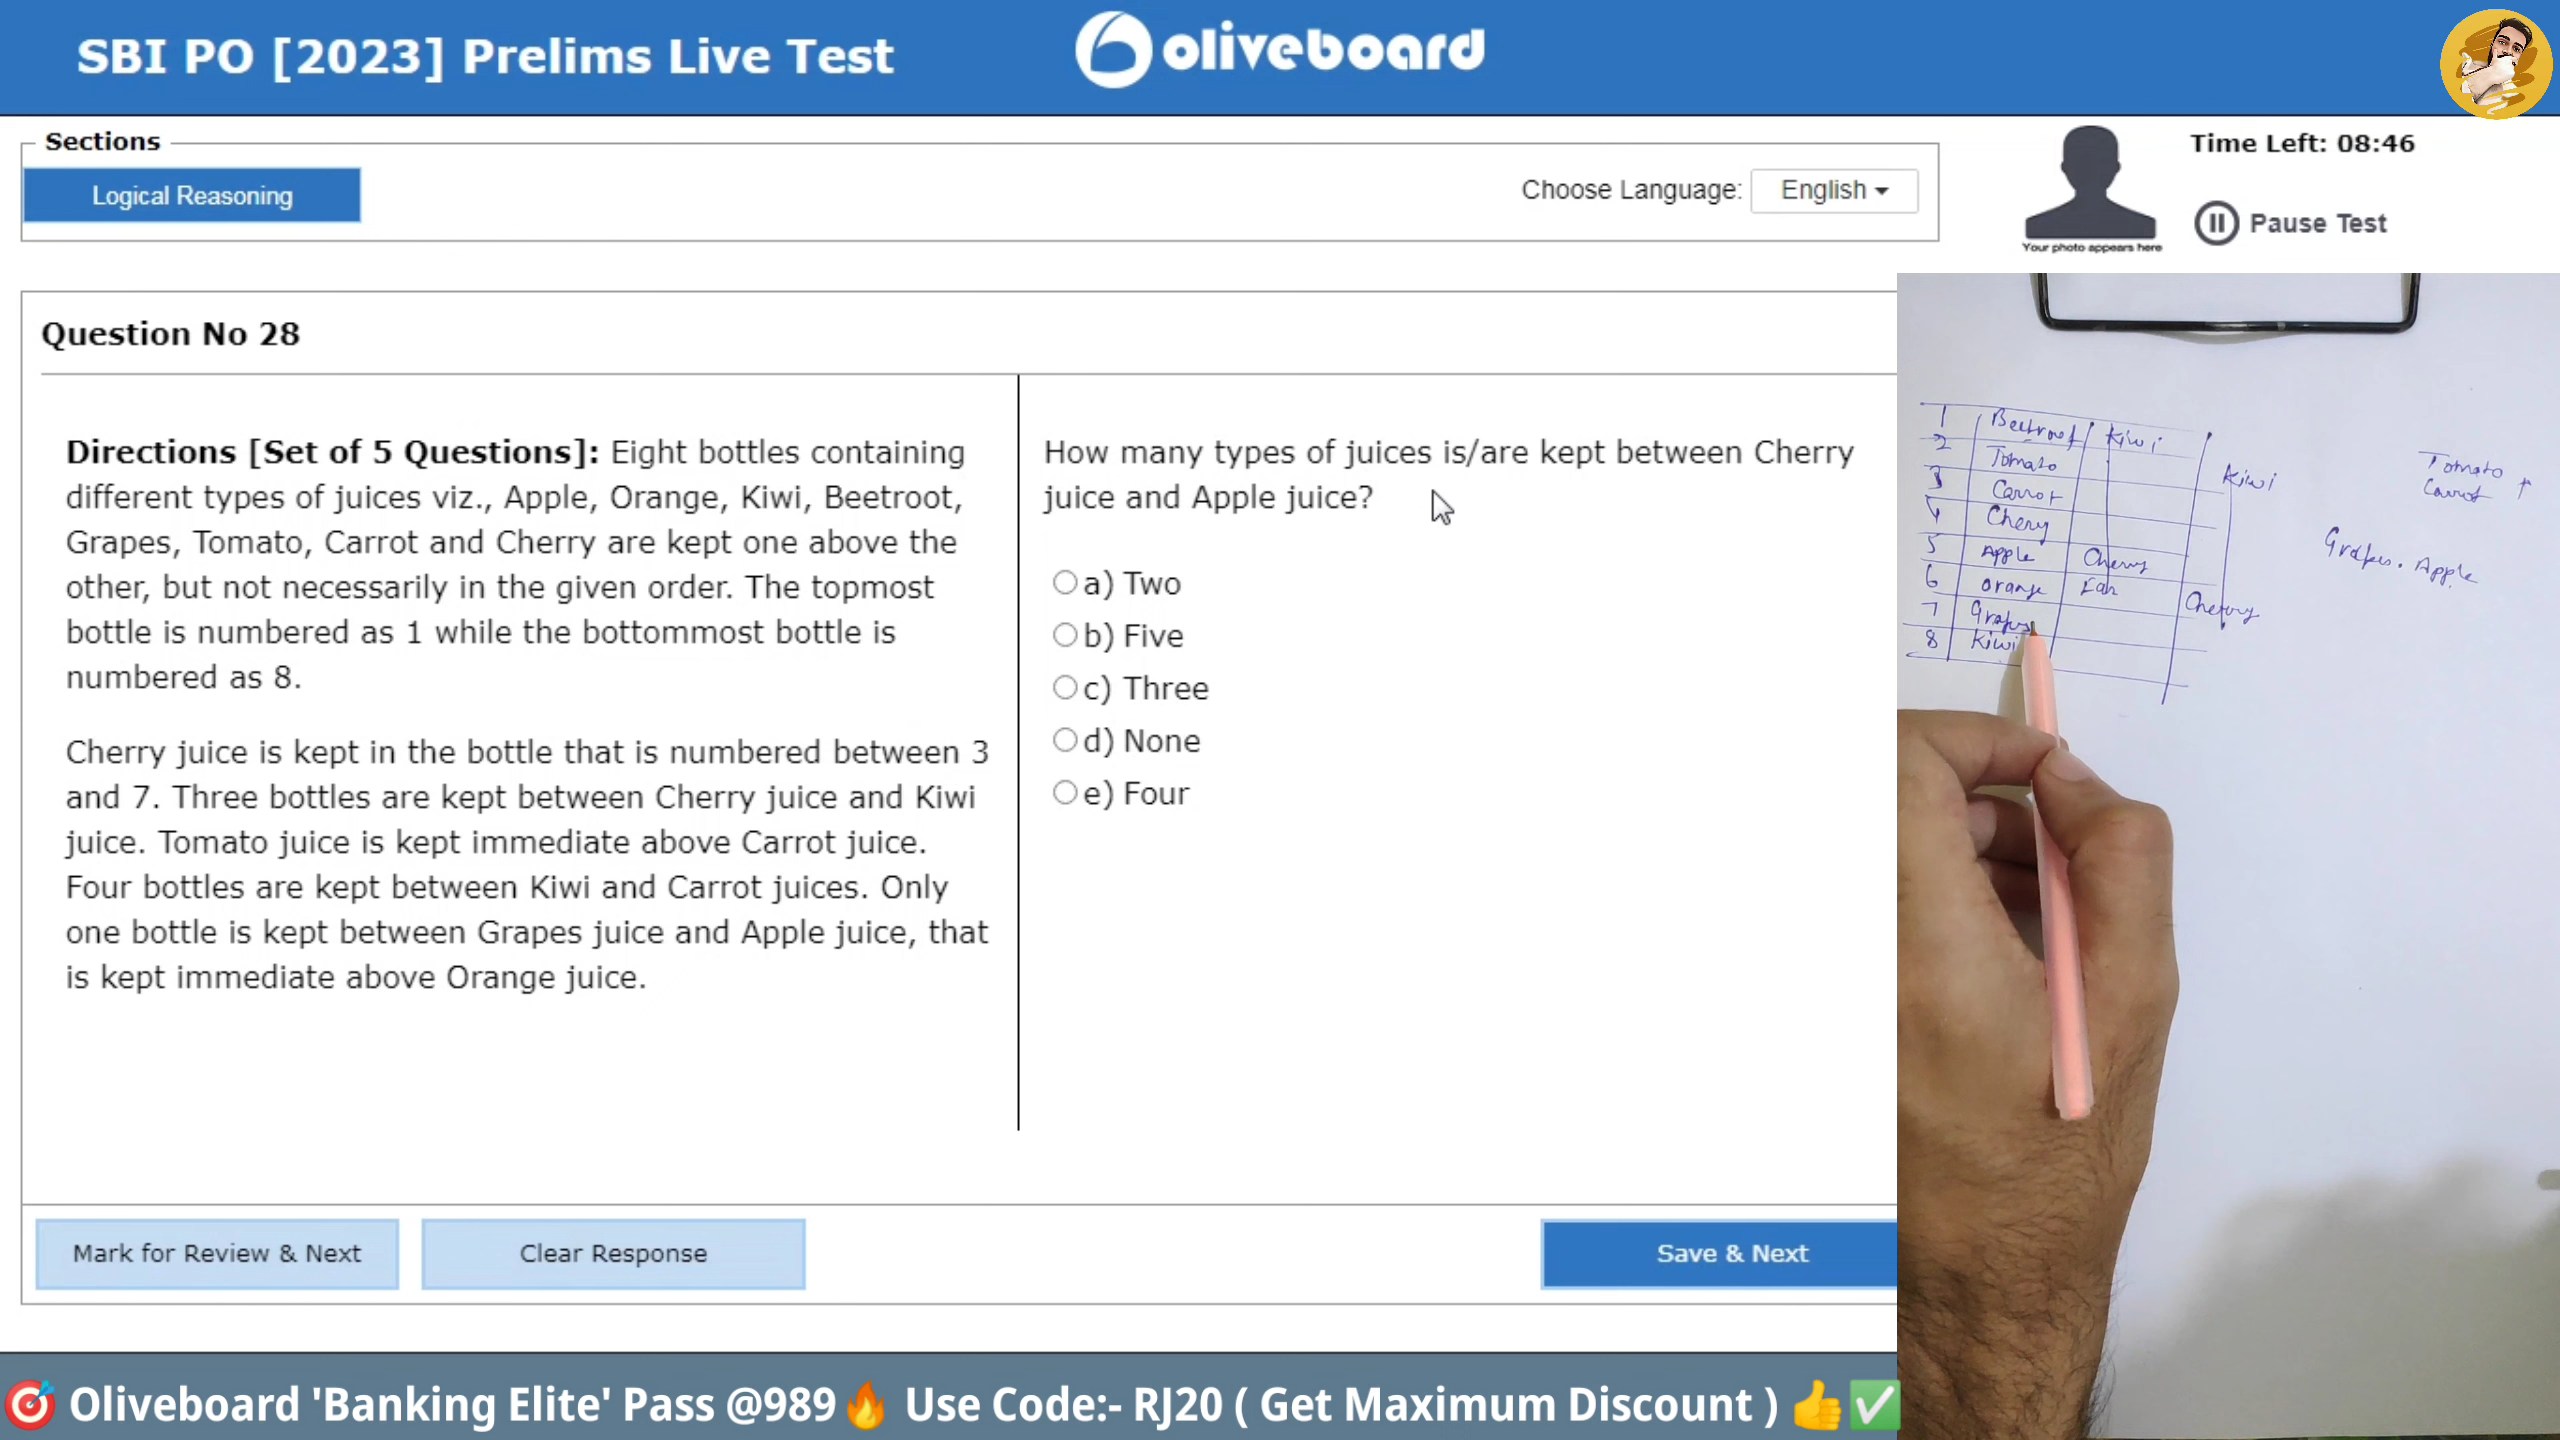 SBI PO [2023] Prelims Live Test
oliveboard
Sections
Logical Reasoning
Choose Language: English
Time Left: 08:46
Pause Test
Your photo appears here
Question No 28
Directions [Set of 5 Questions]: Eight bottles containing
different types of juices viz., Apple, Orange, Kiwi, Beetroot,
Grapes, Tomato, Carrot and Cherry are kept one above the
other, but not necessarily in the given order. The topmost
bottle is numbered as 1 while the bottommost bottle is
numbered as 8.
Cherry juice is kept in the bottle that is numbered between 3
and 7. Three bottles are kept between Cherry juice and Kiwi
juice. Tomato juice is kept immediate above Carrot juice.
Four bottles are kept between Kiwi and Carrot juices. Only
one bottle is kept between Grapes juice and Apple juice, that
is kept immediate above Orange juice.
How many types of juices is/are kept between Cherry
juice and Apple juice?
a) Two
b) Five
c) Three
d) None
e) Four
Mark for Review & Next
Clear Response
Save & Next
1 Beetroot Kiwi
2 Tomato Kiwi
3 Carrot
4 Chery
5 Apple Cherry
6 Orange Car Cherry
7 Grapes
8 Kiwi
Tomato
Carrot
Grapes . Apple
Oliveboard 'Banking Elite' Pass @989🔥 Use Code:- RJ20 ( Get Maximum Discount ) 👍✅